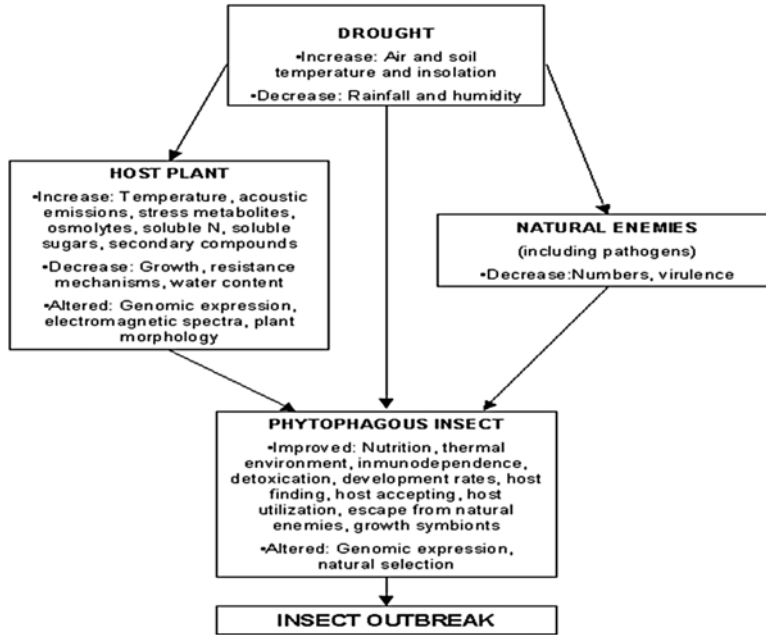 DROUGHT
•Increase: Air and soil
temperature and insolation
•Decrease: Rainfall and humidity
HOST PLANT
•Increase: Temperature, acoustic
emissions, stress metabolites,
osmolytes, soluble N, soluble
sugars, secondary compounds
•Decrease: Growth, resistance
mechanisms, water content
•Altered: Genomic expression,
electromagnetic spectra, plant
morphology
NATURAL ENEMIES
(including pathogens)
•Decrease:Numbers, virulence
PHYTOPHAGOUS INSECT
•Improved: Nutrition, thermal
environment, inmunodependence,
detoxication, development rates, host
finding, host accepting, host
utilization, escape from natural
enemies, growth symbionts
•Altered: Genomic expression,
natural selection
INSECT OUTBREAK